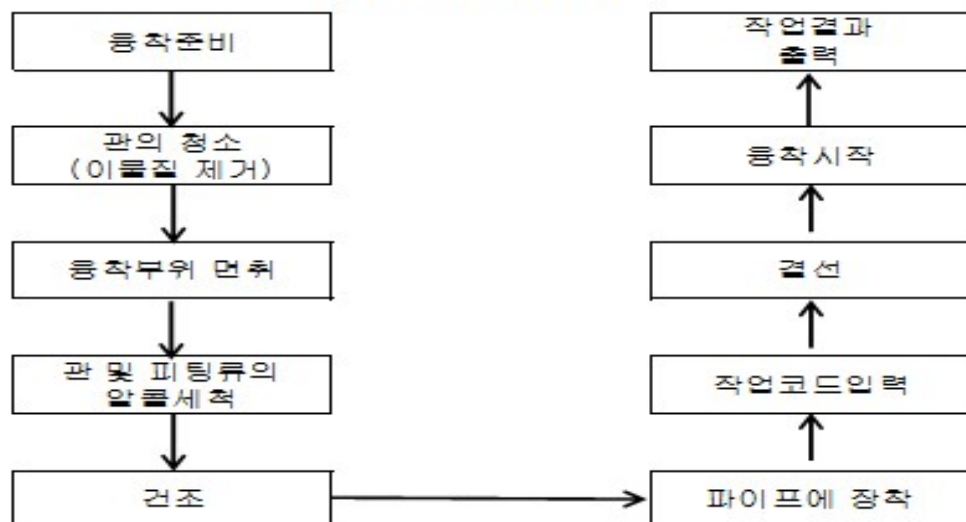 융착준비
관의 청소
(이물질 제거)
융착부위 면취
관 및 피팅류의
알콜세척
건조
파이프에 장착
작업코드입력
결선
융착시작
작업결과
출력